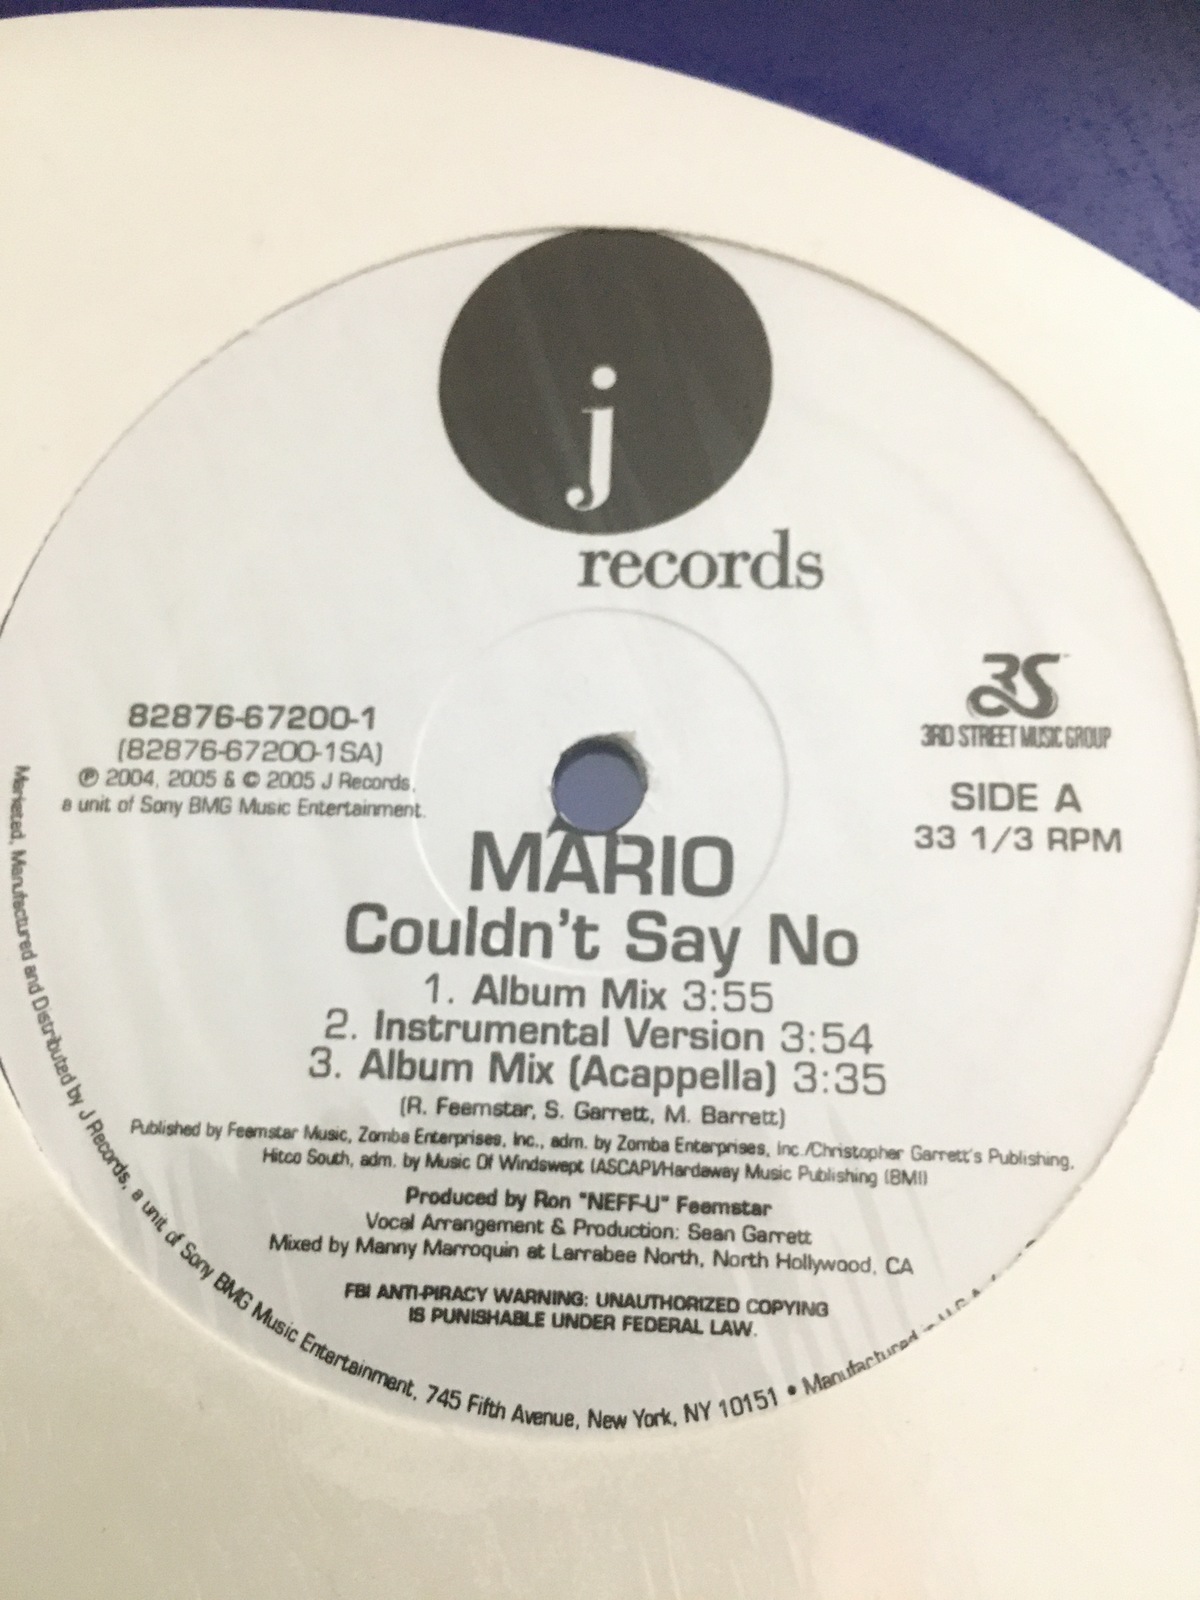 j
records
3S
3RD STREET MUSIC GROUP
82876-67200-1
(82876-67200-1SA)
℗ 2004, 2005 & © 2005 J Records,
a unit of Sony BMG Music Entertainment.
SIDE A
33 1/3 RPM
MARIO
Couldn't Say No
1. Album Mix 3:55
2. Instrumental Version 3:54
3. Album Mix (Acappella) 3:35
(R. Feemstar, S. Garrett, M. Barrett)
Published by Feemstar Music, Zomba Enterprises, Inc., adm. by Zomba Enterprises, Inc./Christopher Garrett's Publishing,
Hitco South, adm. by Music Of Windswept (ASCAP)/Hardaway Music Publishing (BMI)
Produced by Ron "NEFF-U" Feemstar
Vocal Arrangement & Production: Sean Garrett
Mixed by Manny Marroquin at Larrabee North, North Hollywood, CA
FBI ANTI-PIRACY WARNING: UNAUTHORIZED COPYING
IS PUNISHABLE UNDER FEDERAL LAW.
Marketed, Manufactured and Distributed by J Records, a unit of Sony BMG Music Entertainment, 745 Fifth Avenue, New York, NY 10151 • Manufactured in U.S.A.